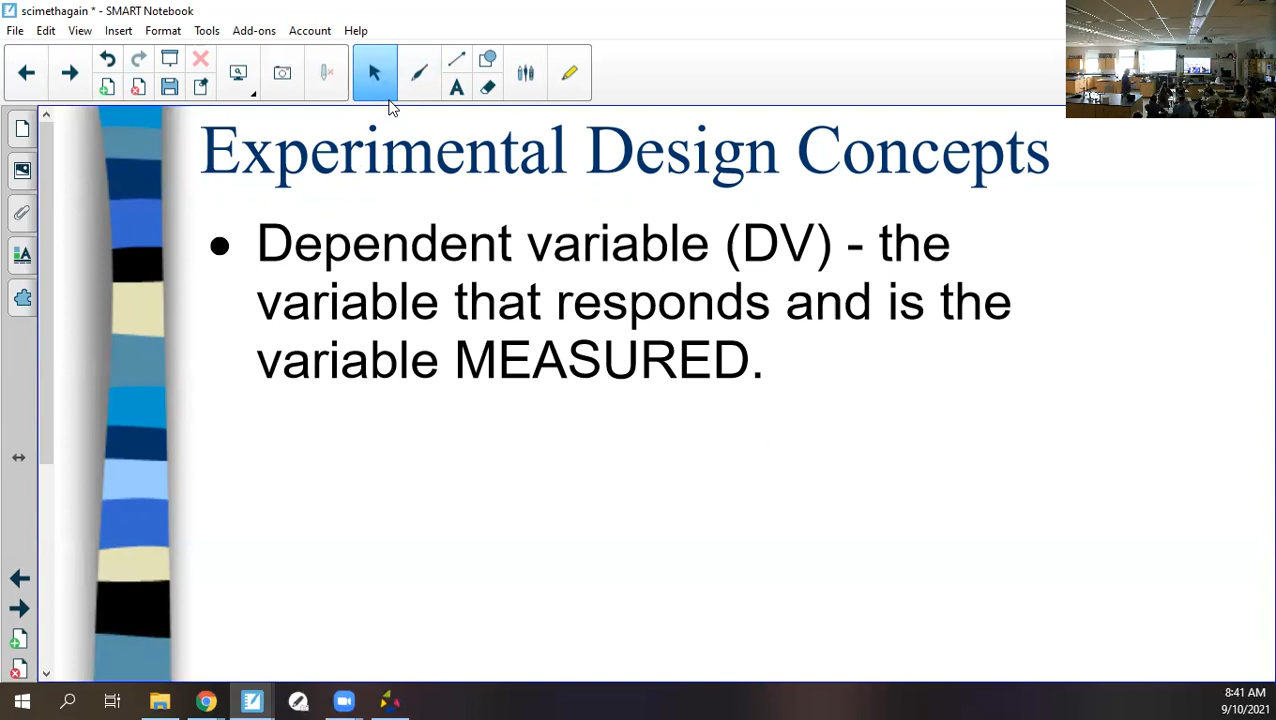 scimethagain * - SMART Notebook
File Edit View Insert Format Tools Add-ons Account Help
A
Experimental Design Concepts
● Dependent variable (DV) - the
variable that responds and is the
variable MEASURED.
8:41 AM
9/10/2021